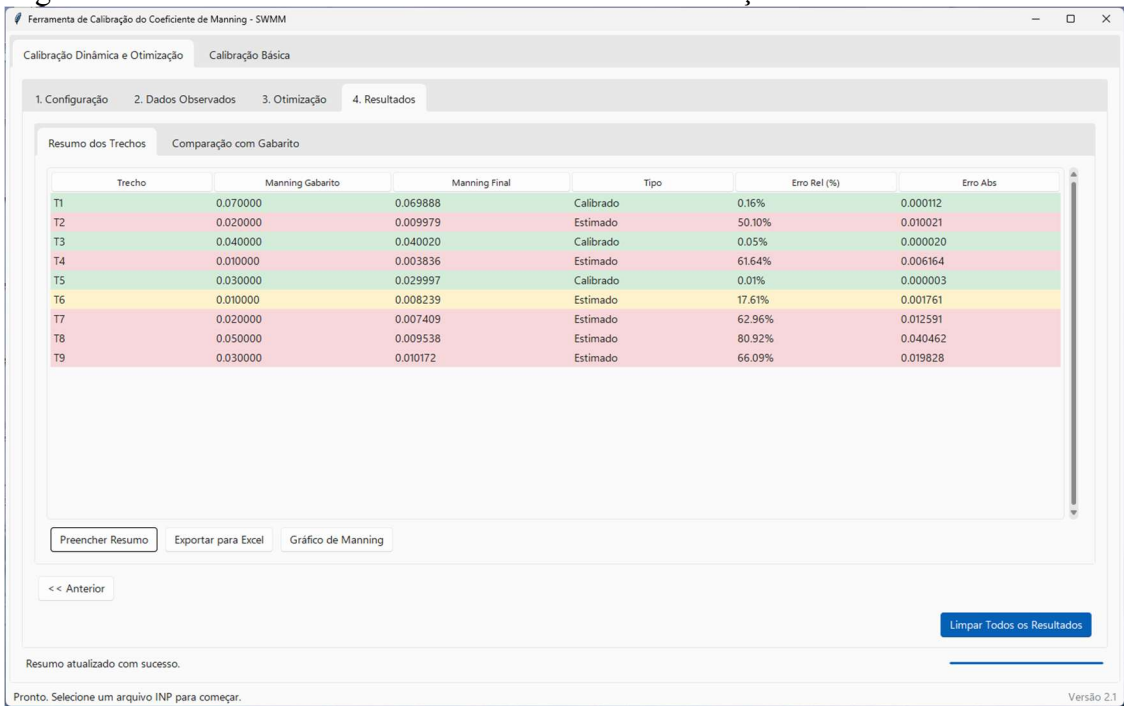 Ferramenta de Calibração do Coeficiente de Manning - SWMM
Calibração Dinâmica e Otimização Calibração Básica
1. Configuração 2. Dados Observados 3. Otimização 4. Resultados
Resumo dos Trechos Comparação com Gabarito
Trecho Manning Gabarito Manning Final Tipo Erro Rel (%) Erro Abs
T1 0.070000 0.069888 Calibrado 0.16% 0.000112
T2 0.020000 0.009979 Estimado 50.10% 0.010021
T3 0.040000 0.040020 Calibrado 0.05% 0.000020
T4 0.010000 0.003836 Estimado 61.64% 0.006164
T5 0.030000 0.029997 Calibrado 0.01% 0.000003
T6 0.010000 0.008239 Estimado 17.61% 0.001761
T7 0.020000 0.007409 Estimado 62.96% 0.012591
T8 0.050000 0.009538 Estimado 80.92% 0.040462
T9 0.030000 0.010172 Estimado 66.09% 0.019828
Preencher Resumo Exportar para Excel Gráfico de Manning
<< Anterior
Limpar Todos os Resultados
Resumo atualizado com sucesso.
Pronto. Selecione um arquivo INP para começar. Versão 2.1